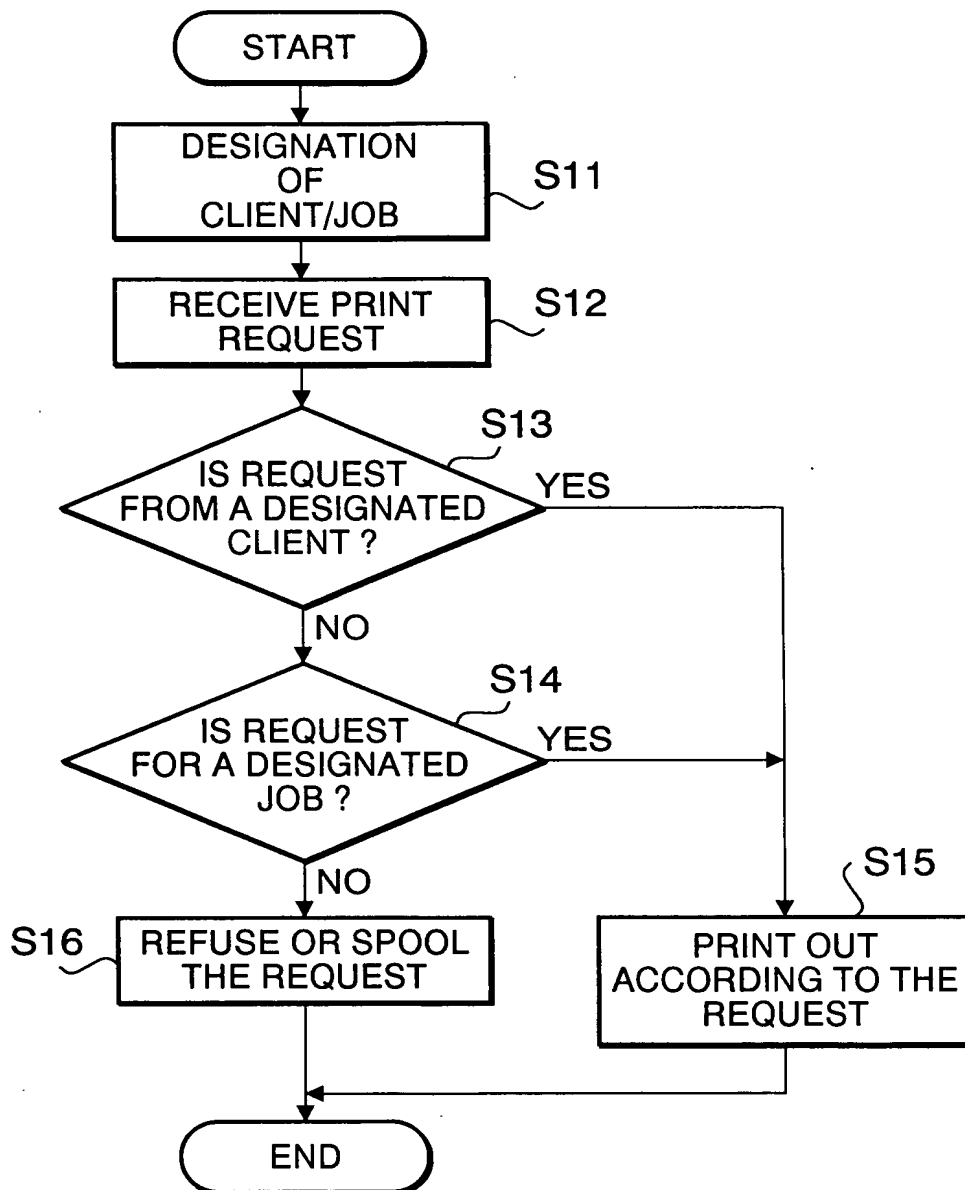 START
DESIGNATION
OF
CLIENT/JOB
S11
RECEIVE PRINT
REQUEST
S12
S13
IS REQUEST
FROM A DESIGNATED
CLIENT ?
YES
NO
S14
IS REQUEST
FOR A DESIGNATED
JOB ?
YES
NO
S15
S16
REFUSE OR SPOOL
THE REQUEST
PRINT OUT
ACCORDING TO THE
REQUEST
END